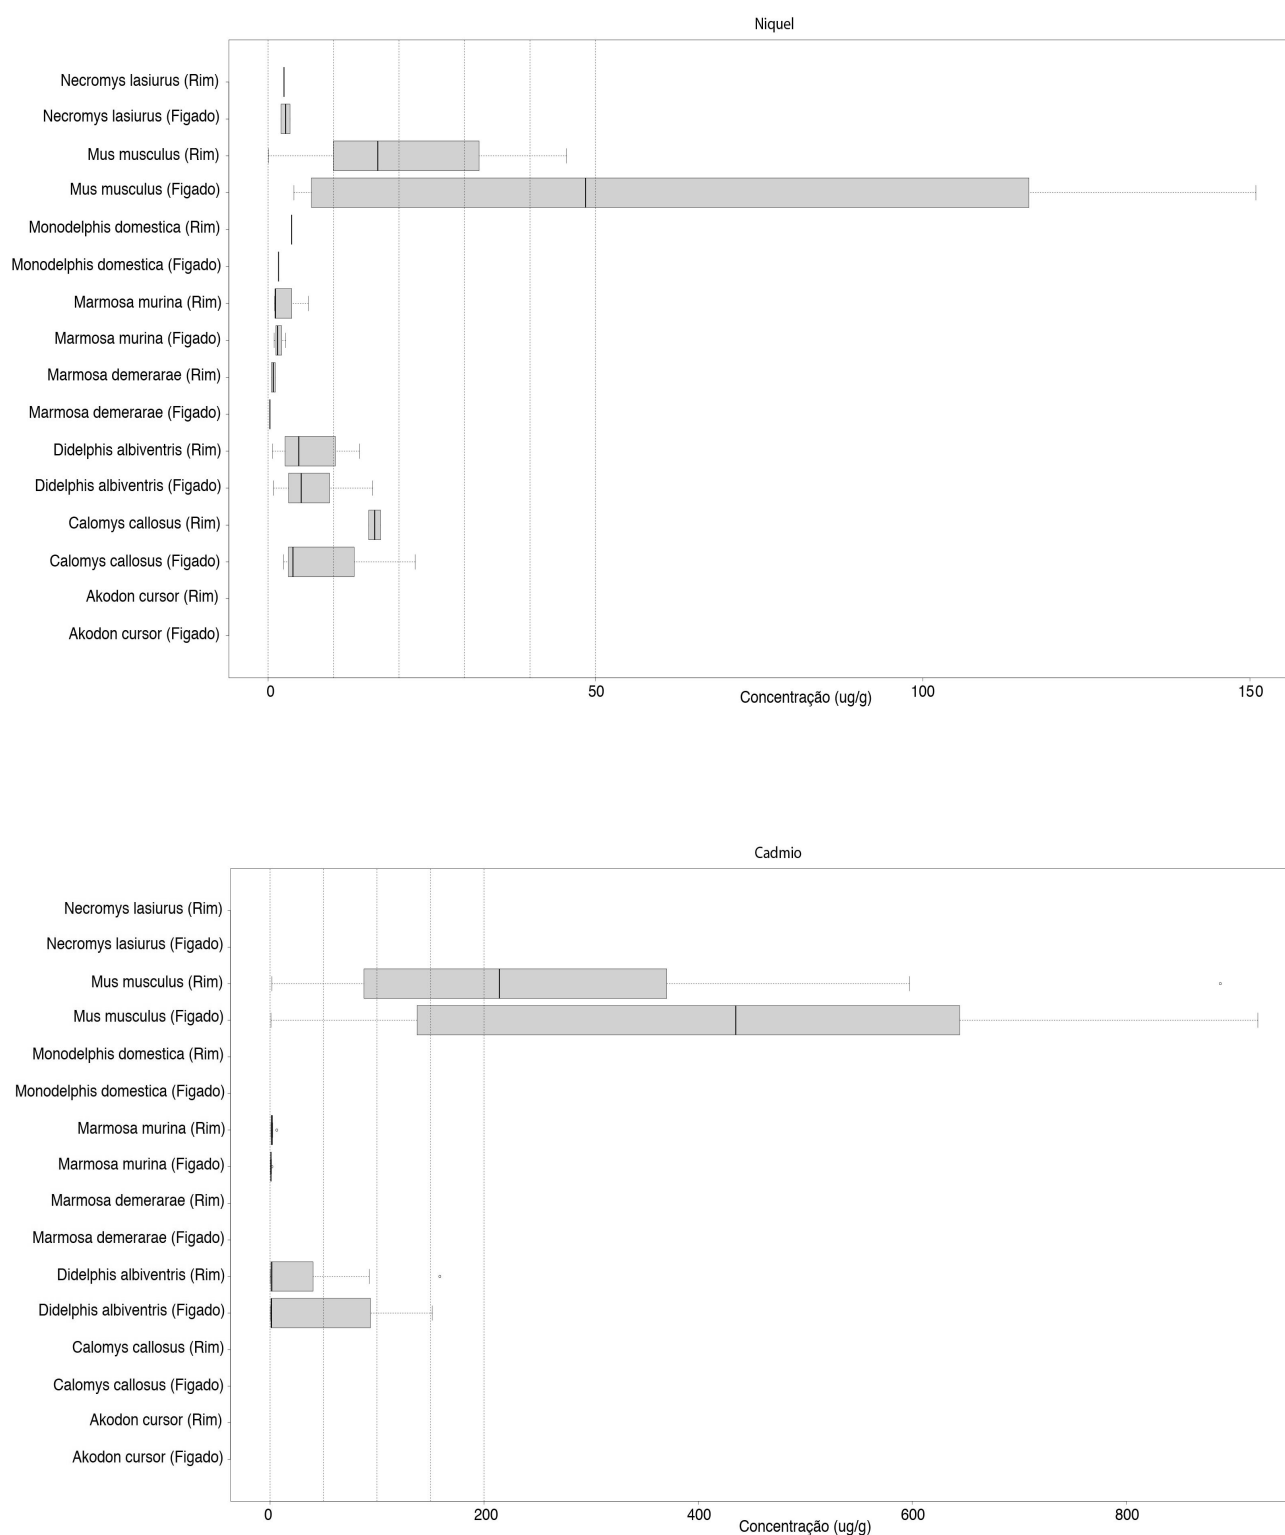 Niquel
Necromys lasiurus (Rim)
Necromys lasiurus (Figado)
Mus musculus (Rim)
Mus musculus (Figado)
Monodelphis domestica (Rim)
Monodelphis domestica (Figado)
Marmosa murina (Rim)
Marmosa murina (Figado)
Marmosa demerarae (Rim)
Marmosa demerarae (Figado)
Didelphis albiventris (Rim)
Didelphis albiventris (Figado)
Calomys callosus (Rim)
Calomys callosus (Figado)
Akodon cursor (Rim)
Akodon cursor (Figado)
0 50 100 150
Concentração (ug/g)
Cadmio
Necromys lasiurus (Rim)
Necromys lasiurus (Figado)
Mus musculus (Rim)
Mus musculus (Figado)
Monodelphis domestica (Rim)
Monodelphis domestica (Figado)
Marmosa murina (Rim)
Marmosa murina (Figado)
Marmosa demerarae (Rim)
Marmosa demerarae (Figado)
Didelphis albiventris (Rim)
Didelphis albiventris (Figado)
Calomys callosus (Rim)
Calomys callosus (Figado)
Akodon cursor (Rim)
Akodon cursor (Figado)
0 200 400 600 800
Concentração (ug/g)